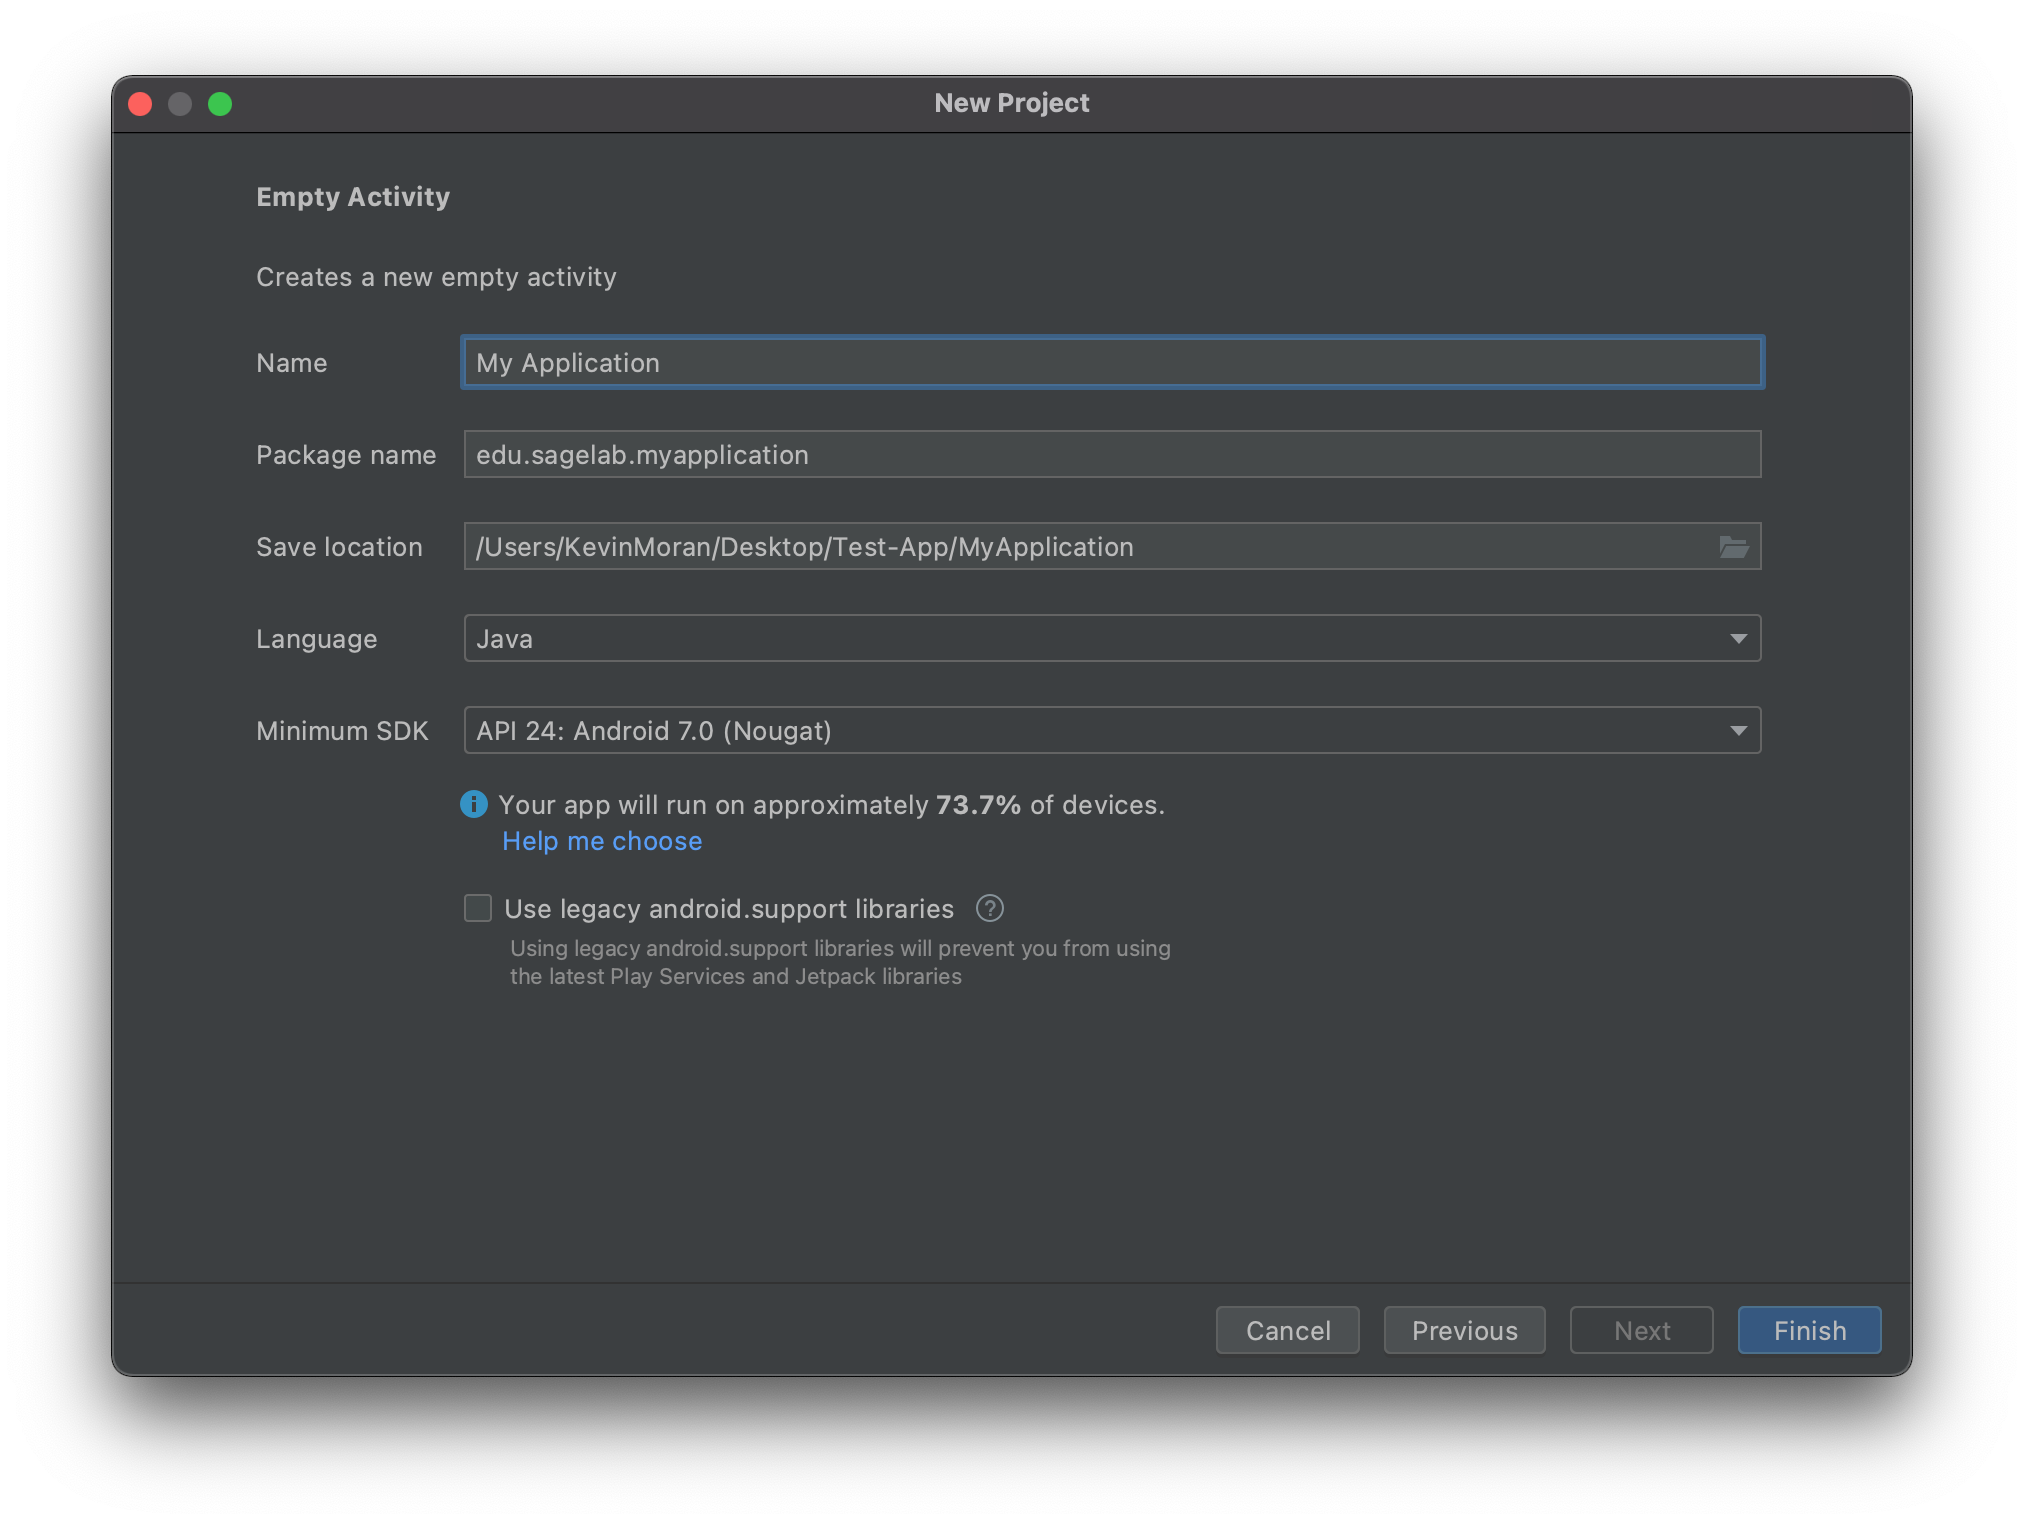 New Project
Empty Activity
Creates a new empty activity
Name My Application
Package name edu.sagelab.myapplication
Save location /Users/KevinMoran/Desktop/Test-App/MyApplication
Language Java
Minimum SDK API 24: Android 7.0 (Nougat)
i Your app will run on approximately 73.7% of devices.
Help me choose
Use legacy android.support libraries ?
Using legacy android.support libraries will prevent you from using
the latest Play Services and Jetpack libraries
Cancel Previous Next Finish